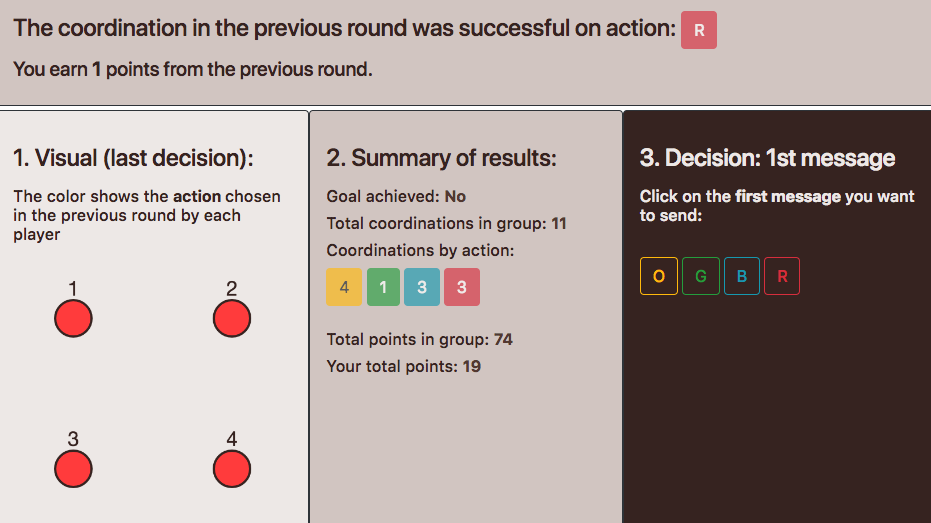 The coordination in the previous round was successful on action: R
You earn 1 points from the previous round.
1. Visual (last decision):
The color shows the action chosen
in the previous round by each
player
1 2
3 4
2. Summary of results:
Goal achieved: No
Total coordinations in group: 11
Coordinations by action:
4 1 3 3
Total points in group: 74
Your total points: 19
3. Decision: 1st message
Click on the first message you want
to send:
O G B R